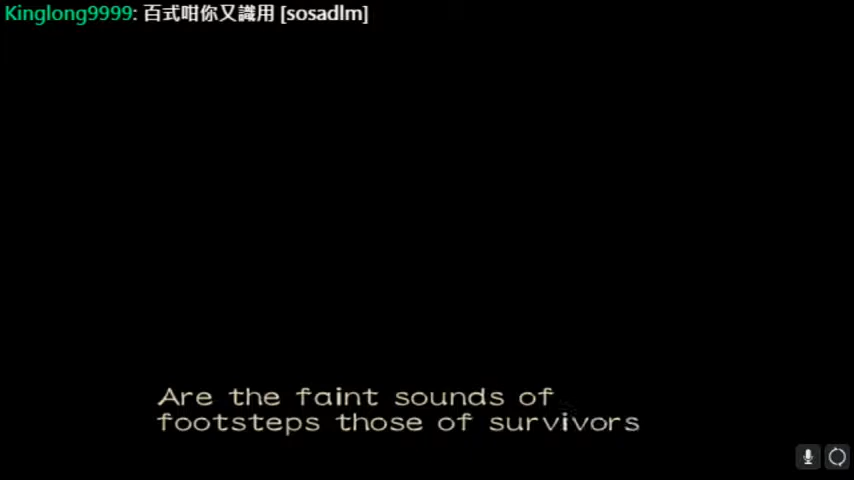 Kinglong9999: 百式咁你又識用 [sosadlm]
Are the faint sounds of
footsteps those of survivors